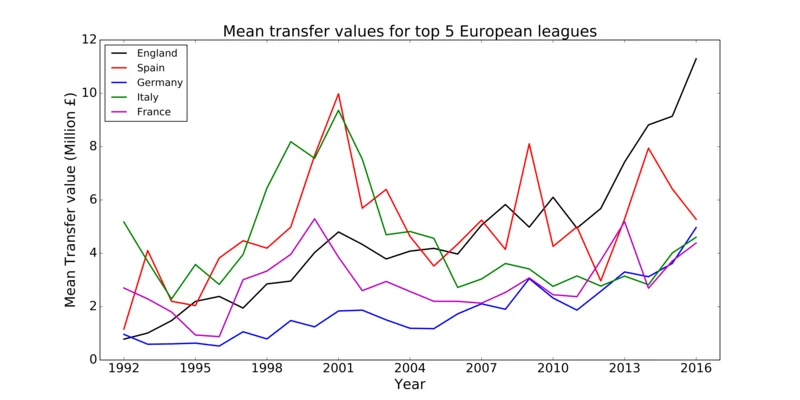 Mean transfer values for top 5 European leagues
England
Spain
Germany
Italy
France
Mean Transfer value (Million £)
12
10
8
6
4
2
0
1992 1995 1998 2001 2004 2007 2010 2013 2016
Year